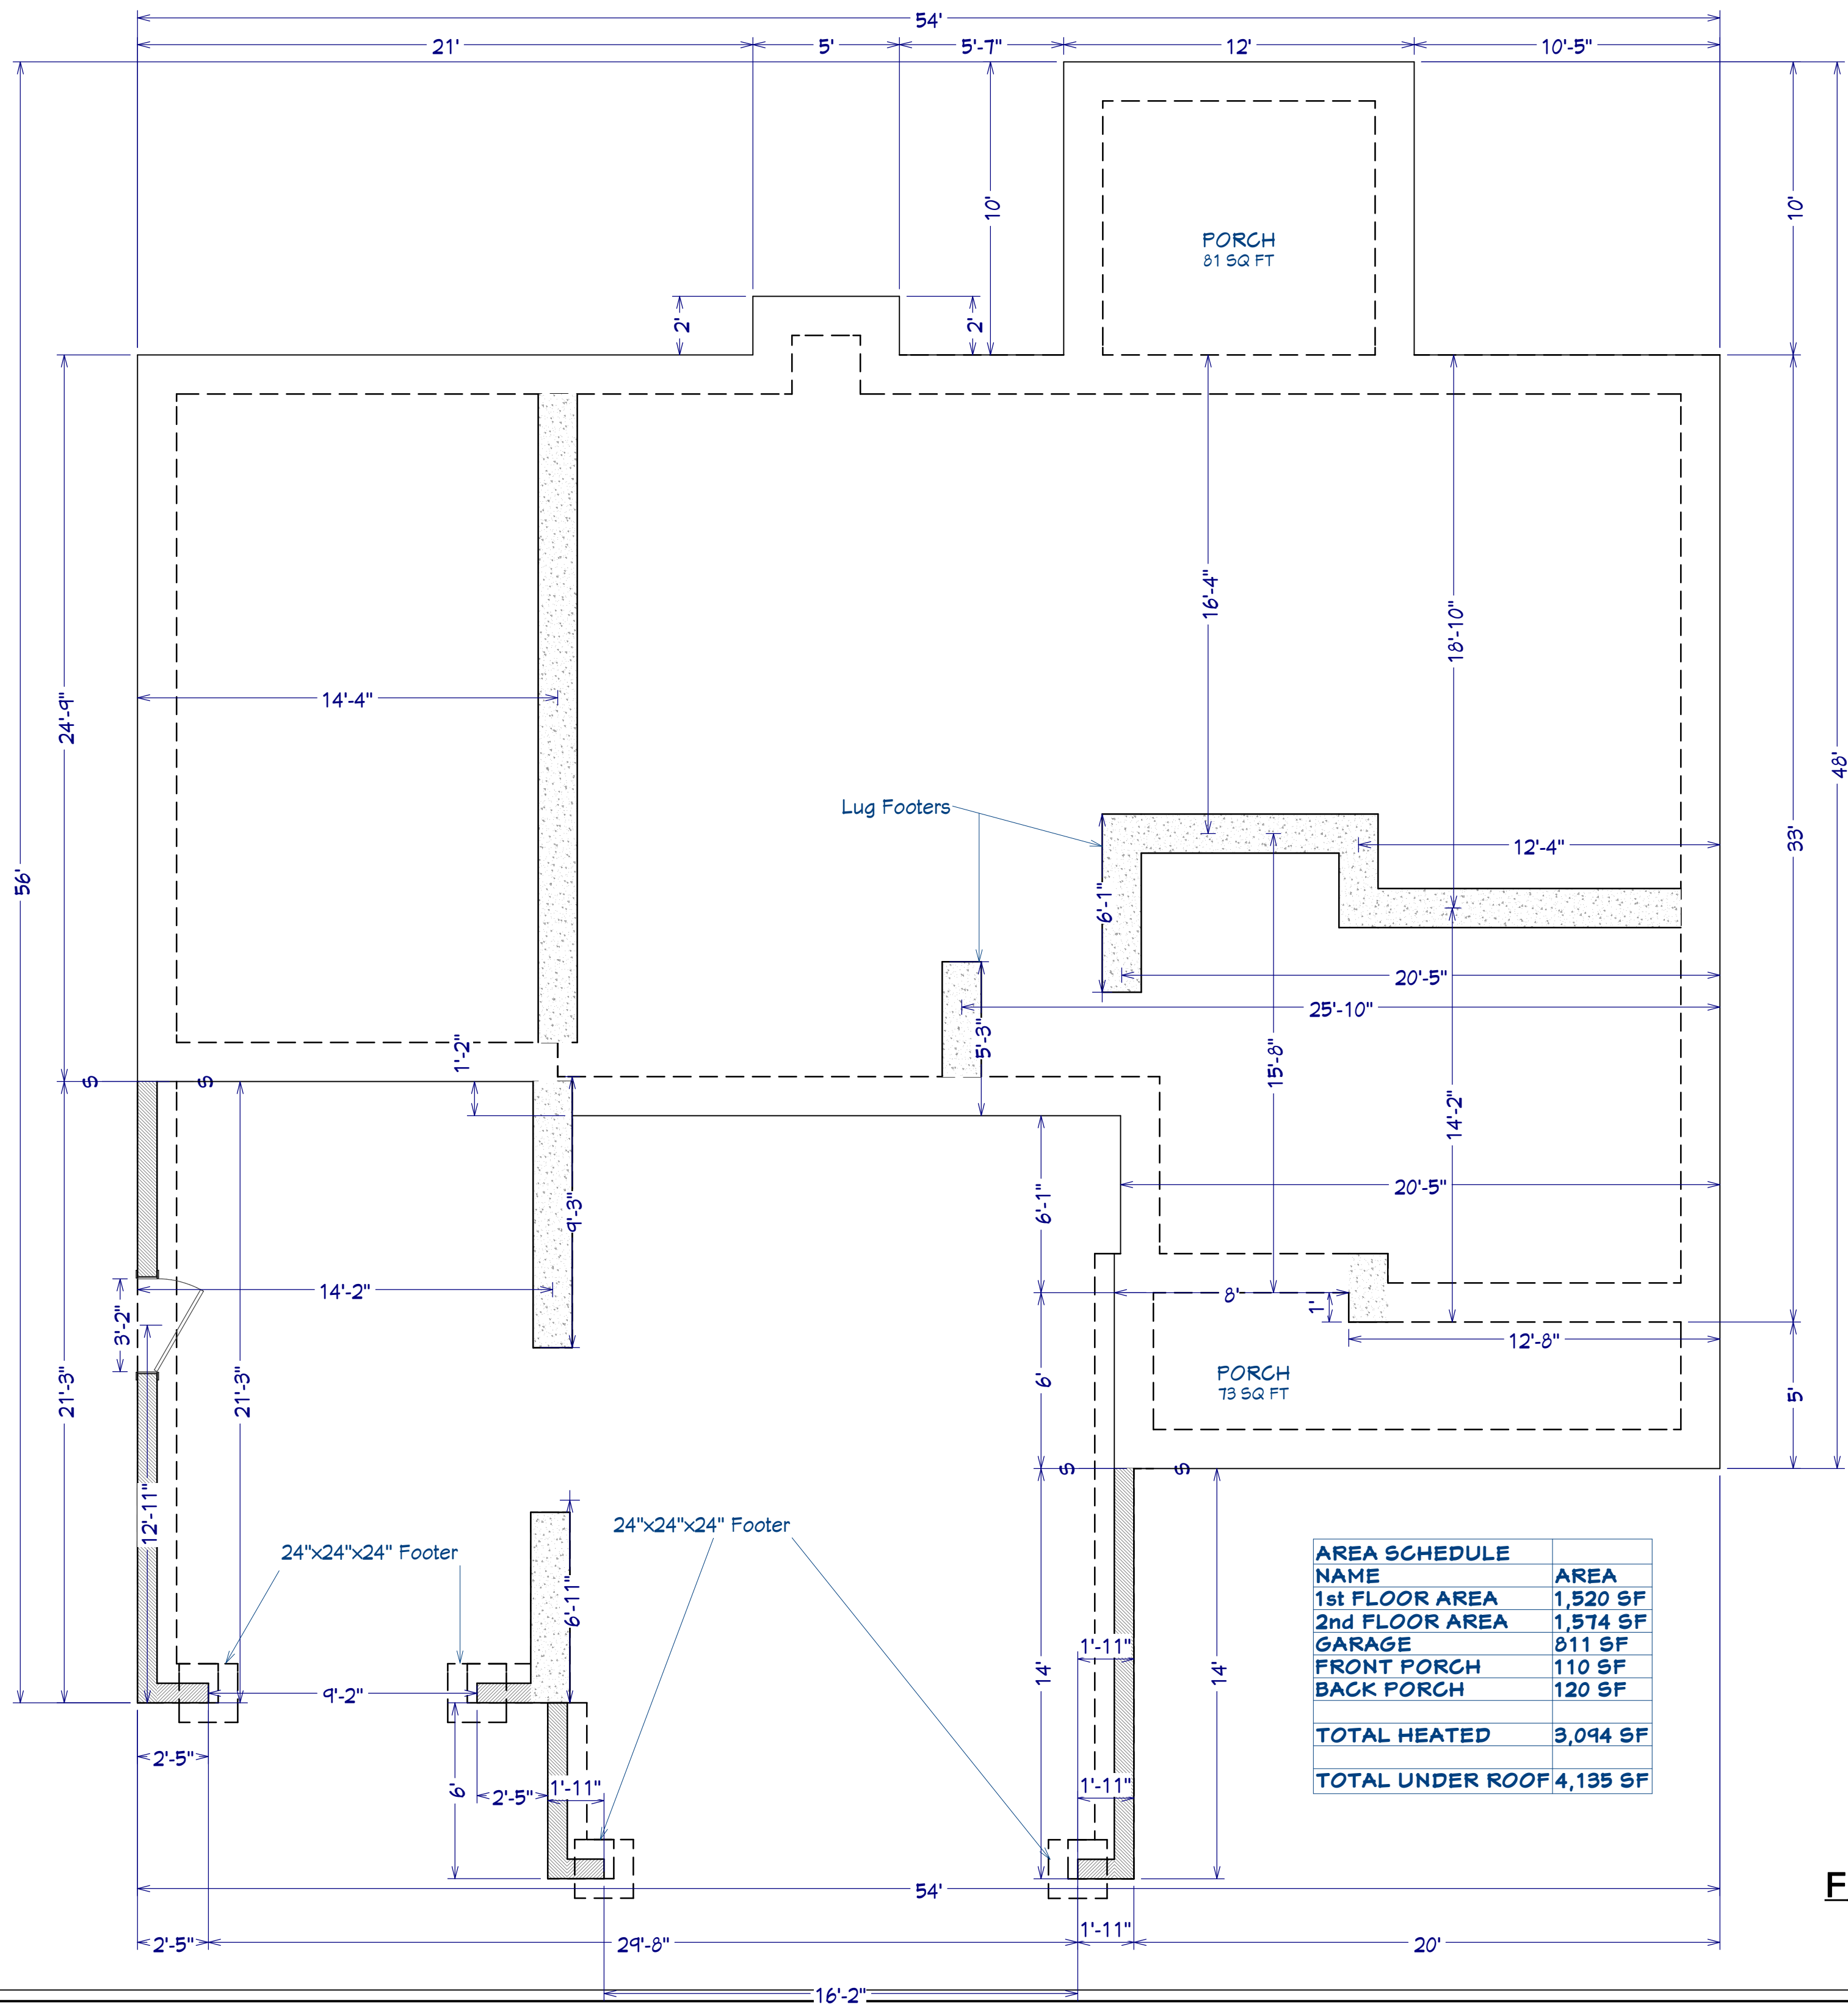 54'
21'
5'
5'-7"
12'
10'-5"
10'
10'
PORCH
81 SQ FT
2'
2'
56'
48'
24'-9"
14'-4"
16'-4"
18'-10"
33'
Lug Footers
12'-4"
6'-1"
20'-5"
25'-10"
5'-3"
1'-2"
15'-8"
14'-2"
S
S
9'-3"
6'-1"
20'-5"
14'-2"
8'
1'
3'-2"
12'-8"
21'-3"
21'-3"
6'
PORCH
73 SQ FT
5'
S
S
12'-11"
24"x24"x24" Footer
24"x24"x24" Footer
6'-11"
1'-11"
14'
14'
9'-2"
2'-5"
6'
2'-5"
1'-11"
1'-11"
AREA SCHEDULE
NAME AREA
1st FLOOR AREA 1,520 SF
2nd FLOOR AREA 1,574 SF
GARAGE 811 SF
FRONT PORCH 110 SF
BACK PORCH 120 SF
TOTAL HEATED 3,094 SF
TOTAL UNDER ROOF 4,135 SF
F
54'
2'-5"
29'-8"
1'-11"
20'
16'-2"